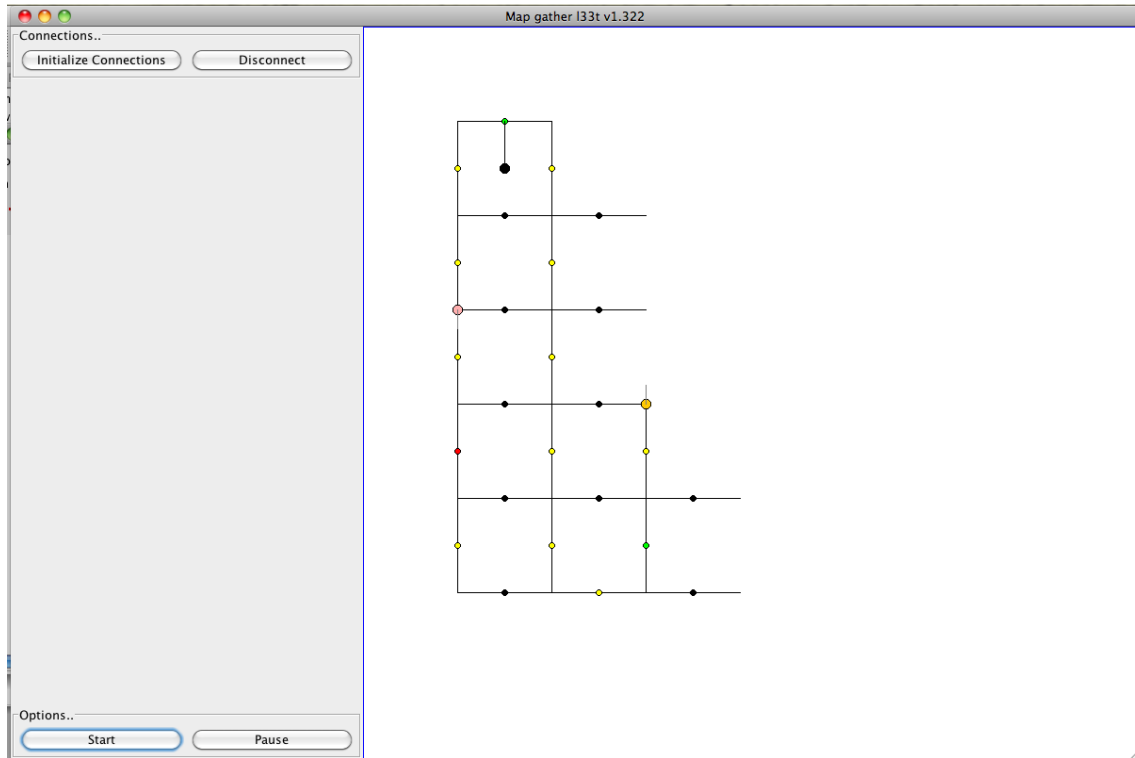 Map gather l33t v1.322
Connections..
Initialize Connections Disconnect
Options..
Start Pause